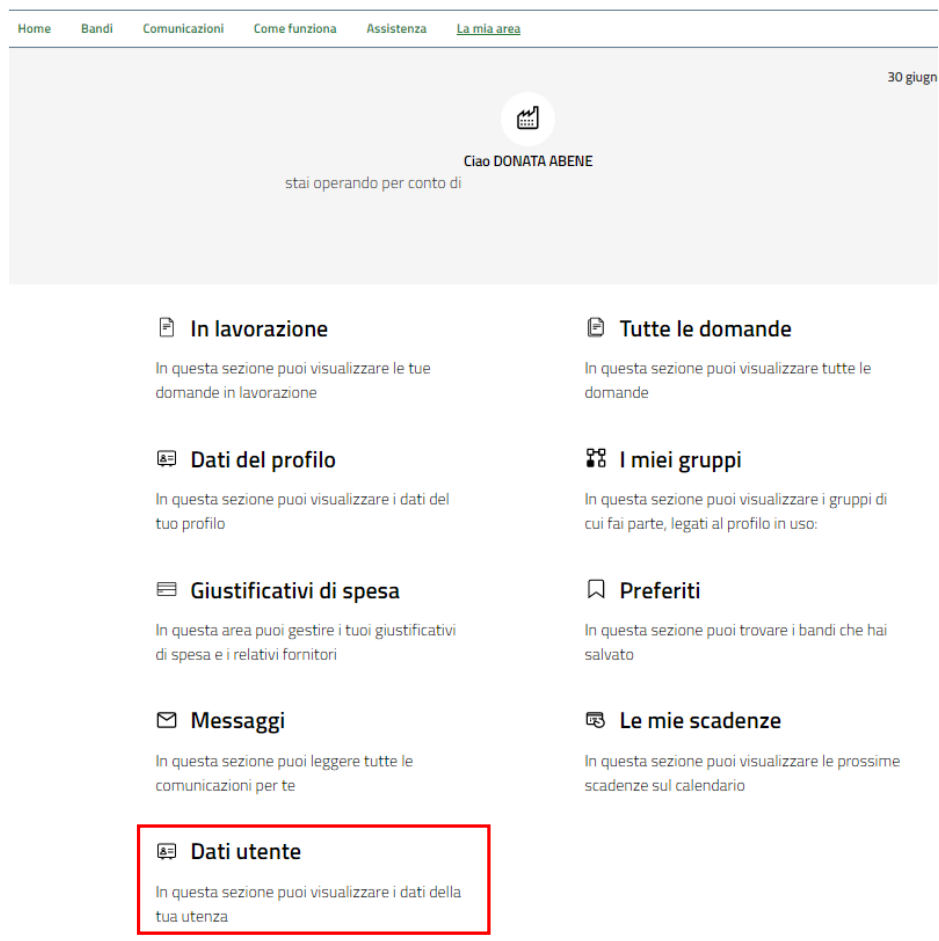 Home Bandi Comunicazioni Come funziona Assistenza La mia area
30 giugn
Ciao DONATA ABENE
stai operando per conto di
In lavorazione
In questa sezione puoi visualizzare le tue
domande in lavorazione
Tutte le domande
In questa sezione puoi visualizzare tutte le
domande
Dati del profilo
In questa sezione puoi visualizzare i dati del
tuo profilo
I miei gruppi
In questa sezione puoi visualizzare i gruppi di
cui fai parte, legati al profilo in uso:
Giustificativi di spesa
In questa area puoi gestire i tuoi giustificativi
di spesa e i relativi fornitori
Preferiti
In questa sezione puoi trovare i bandi che hai
salvato
Messaggi
In questa sezione puoi leggere tutte le
comunicazioni per te
Le mie scadenze
In questa sezione puoi visualizzare le prossime
scadenze sul calendario
Dati utente
In questa sezione puoi visualizzare i dati della
tua utenza